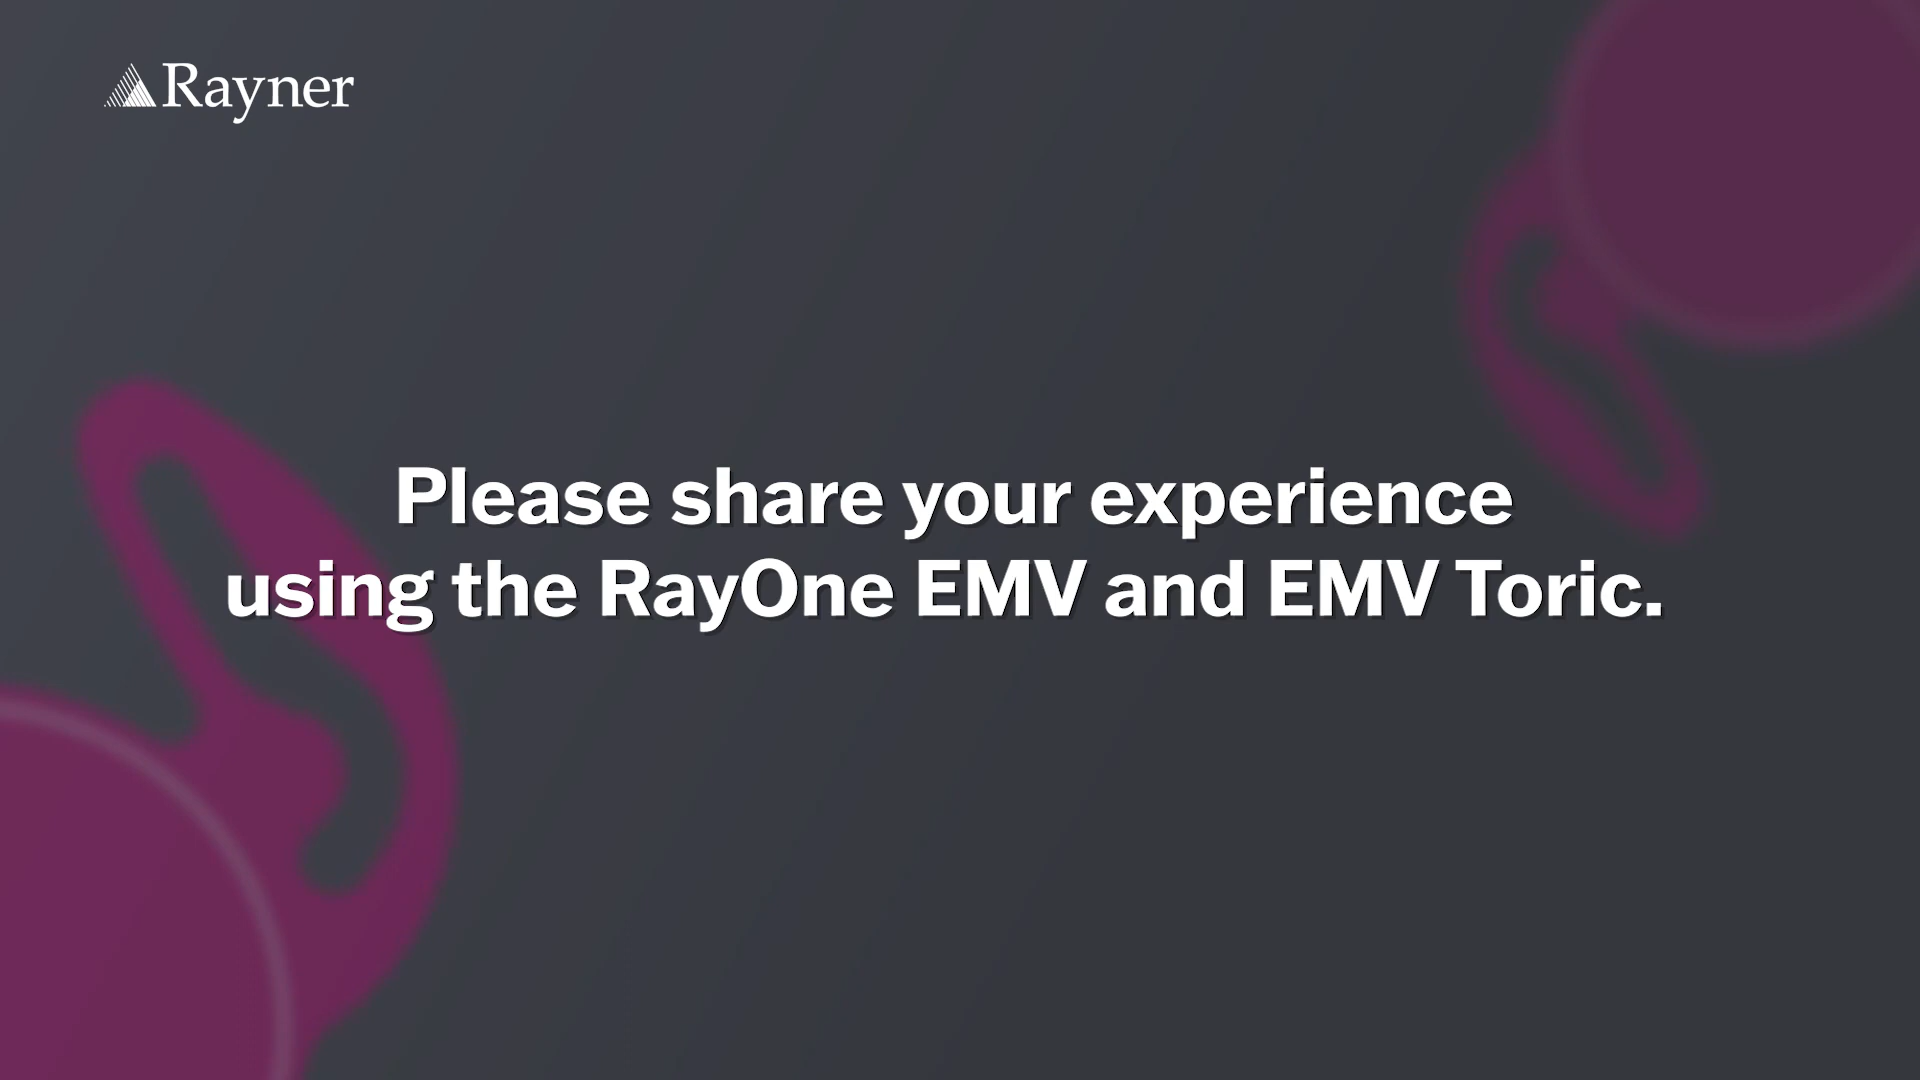 Rayner
Please share your experience
using the RayOne EMV and EMV Toric.